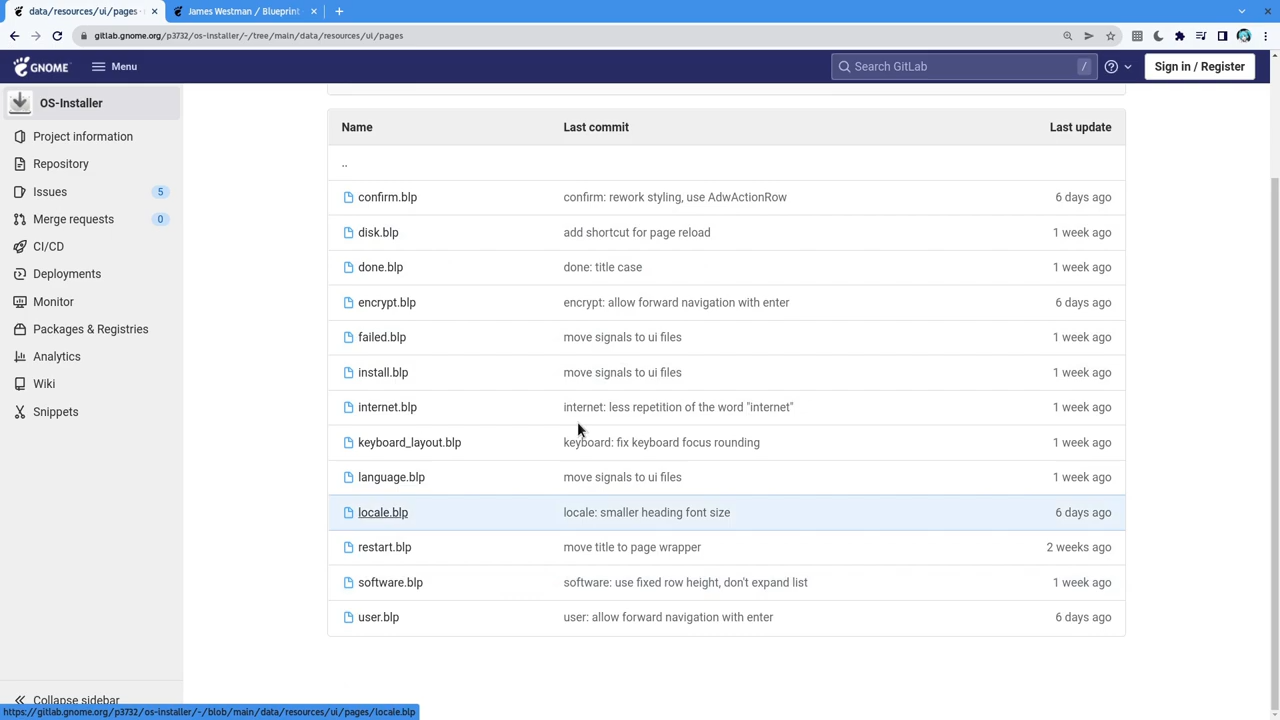 data/resources/ui/pages
James Westman / Blueprint
gitlab.gnome.org/p3732/os-installer/-/tree/main/data/resources/ui/pages
GNOME
Menu
Search GitLab
/
Sign in / Register
OS-Installer
Project information
Repository
Issues 5
Merge requests 0
CI/CD
Deployments
Monitor
Packages & Registries
Analytics
Wiki
Snippets
Collapse sidebar
Name Last commit Last update
..
confirm.blp confirm: rework styling, use AdwActionRow 6 days ago
disk.blp add shortcut for page reload 1 week ago
done.blp done: title case 1 week ago
encrypt.blp encrypt: allow forward navigation with enter 6 days ago
failed.blp move signals to ui files 1 week ago
install.blp move signals to ui files 1 week ago
internet.blp internet: less repetition of the word "internet" 1 week ago
keyboard_layout.blp keyboard: fix keyboard focus rounding 1 week ago
language.blp move signals to ui files 1 week ago
locale.blp locale: smaller heading font size 6 days ago
restart.blp move title to page wrapper 2 weeks ago
software.blp software: use fixed row height, don't expand list 1 week ago
user.blp user: allow forward navigation with enter 6 days ago
https://gitlab.gnome.org/p3732/os-installer/-/blob/main/data/resources/ui/pages/locale.blp